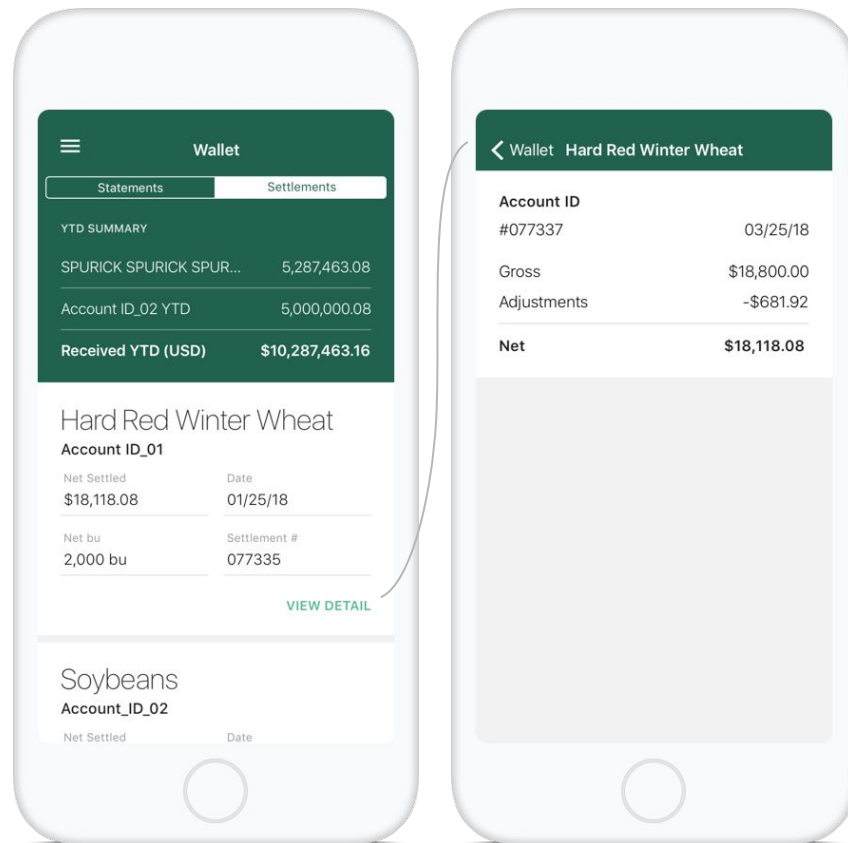 Wallet
Statements Settlements
YTD SUMMARY
SPURICK SPURICK SPUR... 5,287,463.08
Account ID_02 YTD 5,000,000.08
Received YTD (USD) $10,287,463.16
Hard Red Winter Wheat
Account ID_01
Net Settled Date
$18,118.08 01/25/18
Net bu Settlement #
2,000 bu 077335
VIEW DETAIL
Soybeans
Account_ID_02
Net Settled Date
Wallet Hard Red Winter Wheat
Account ID
#077337 03/25/18
Gross $18,800.00
Adjustments -$681.92
Net $18,118.08